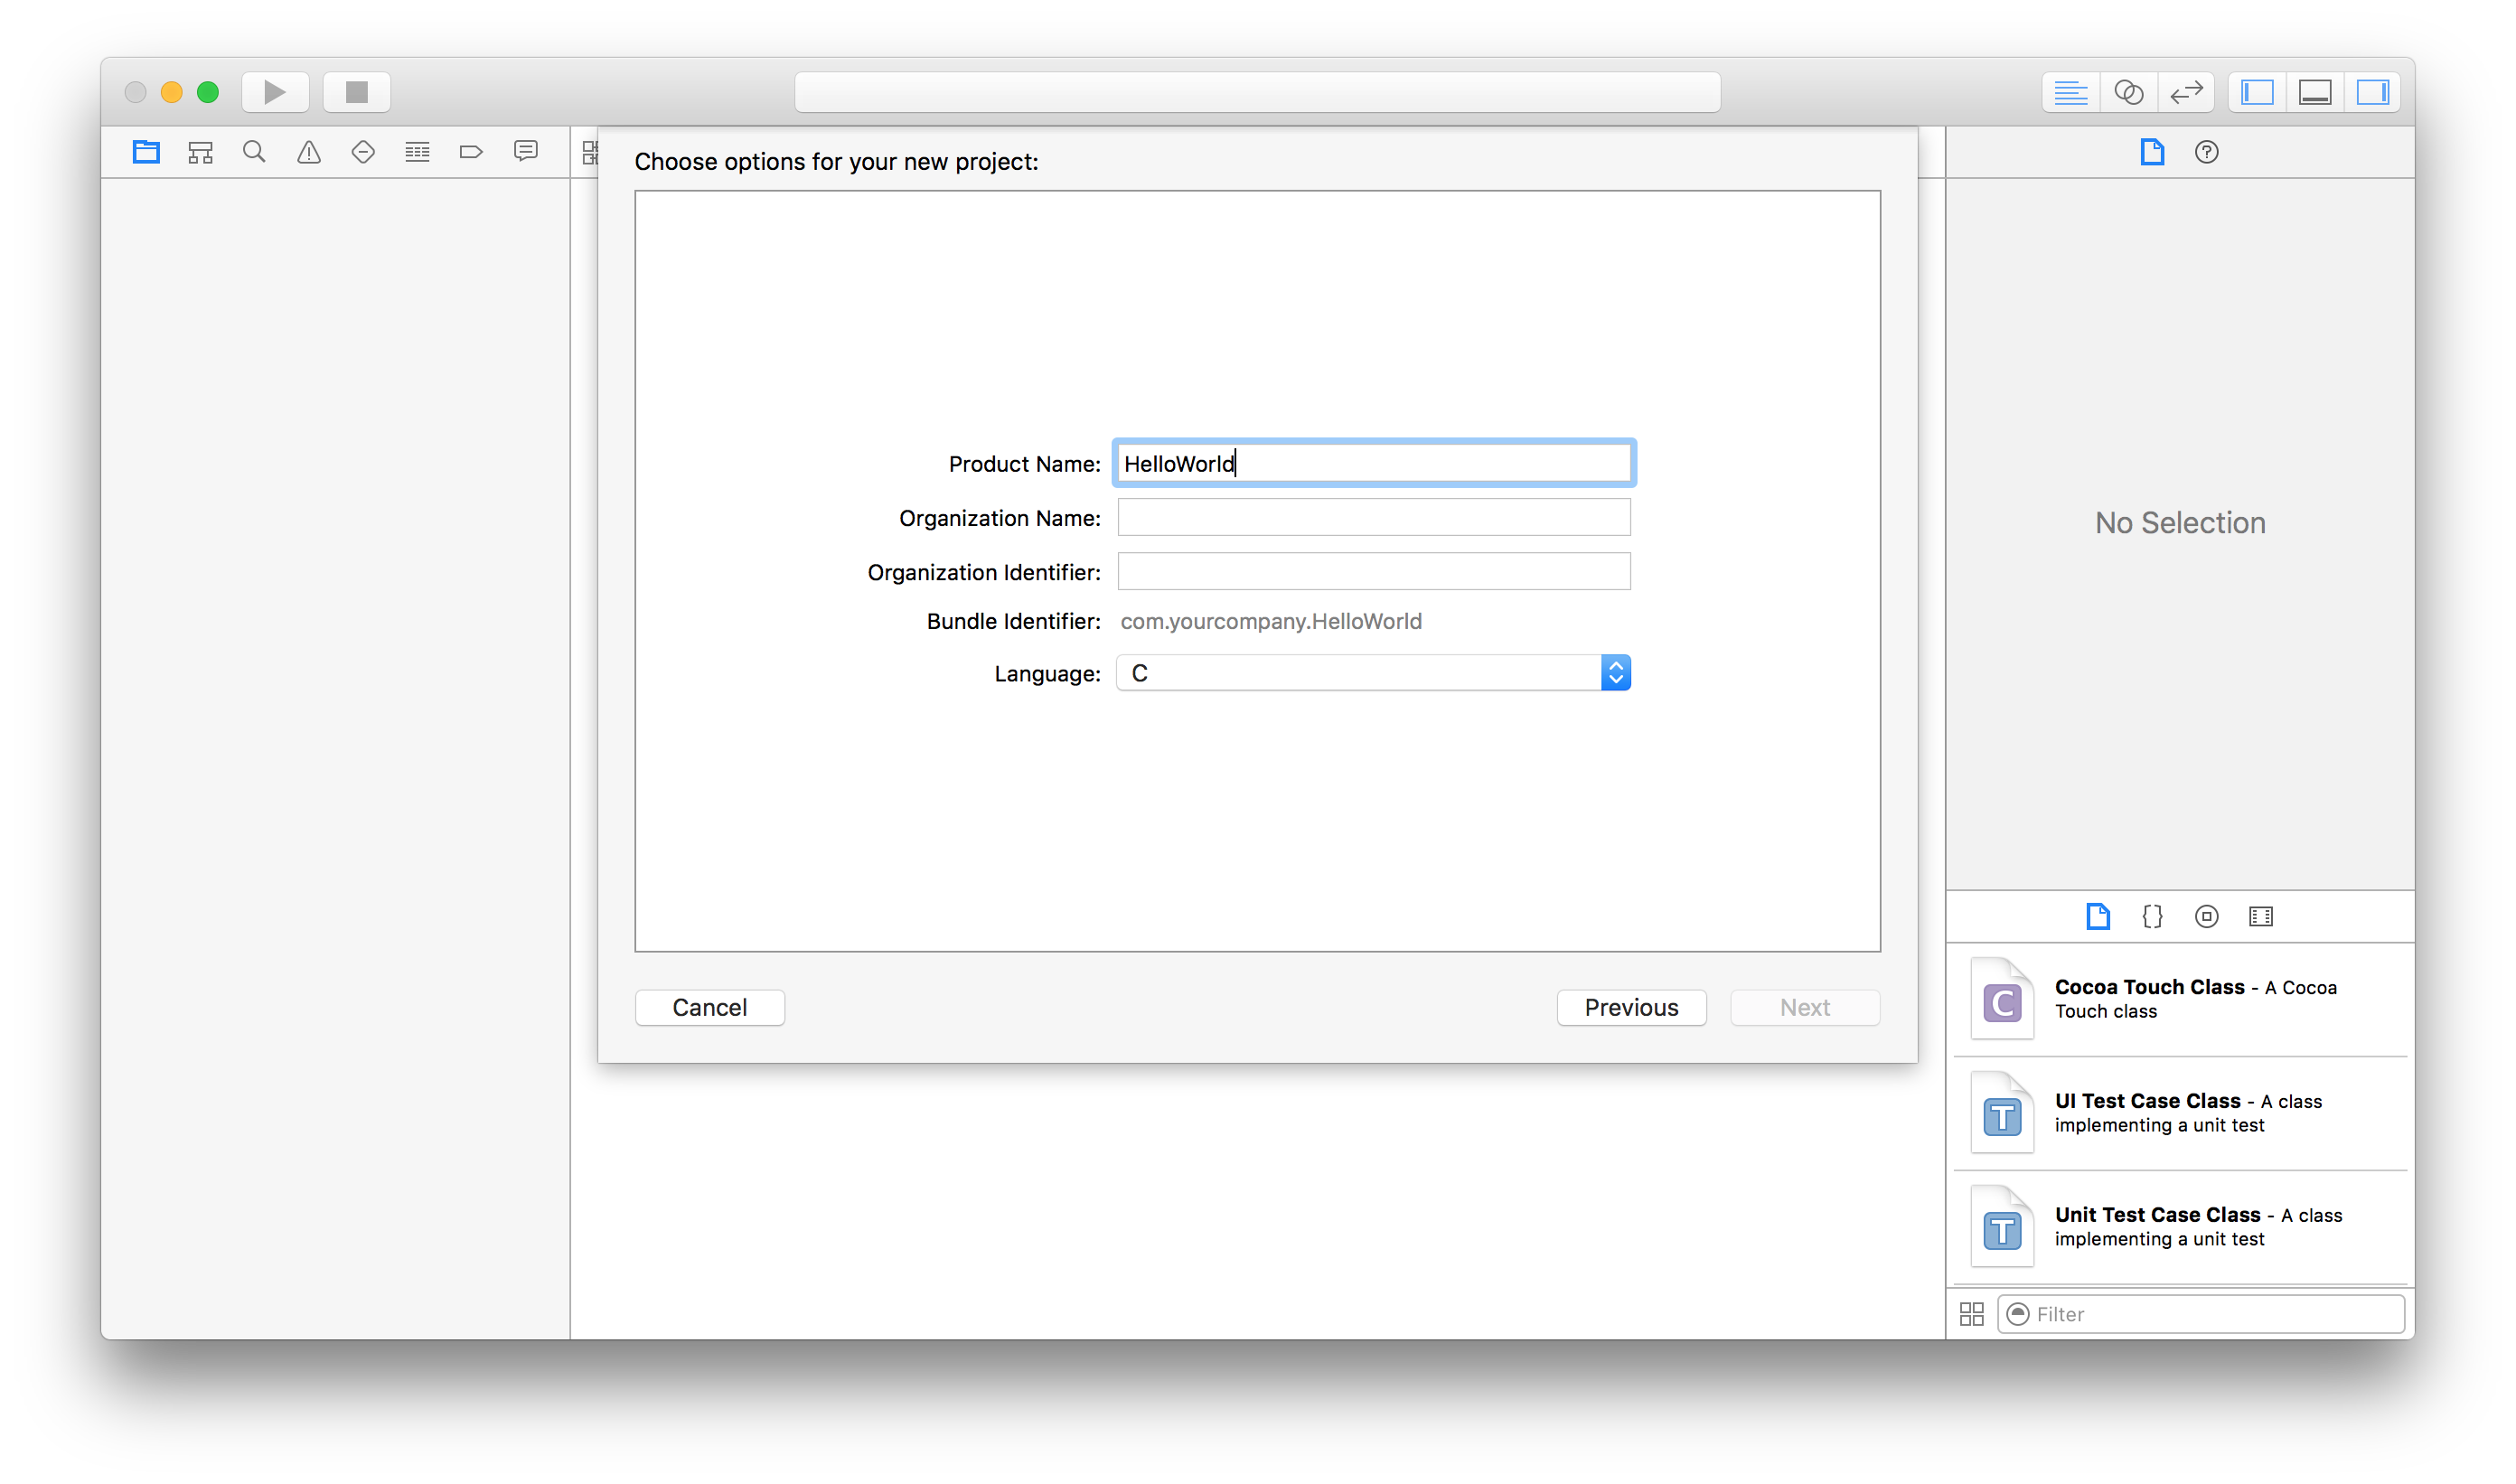 Choose options for your new project:
Product Name: HelloWorld
Organization Name:
Organization Identifier:
Bundle Identifier: com.yourcompany.HelloWorld
Language: C
Cancel
Previous
Next
No Selection
C
Cocoa Touch Class - A Cocoa
Touch class
T
UI Test Case Class - A class
implementing a unit test
T
Unit Test Case Class - A class
implementing a unit test
Filter